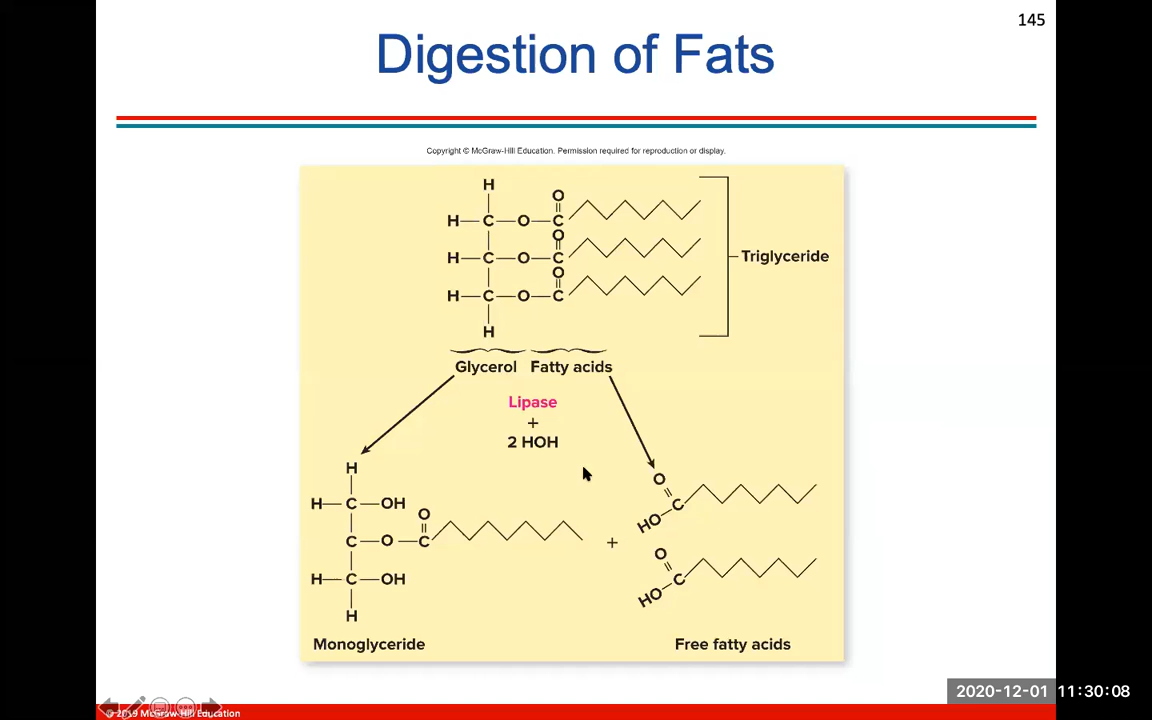 145
Digestion of Fats
Copyright © McGraw-Hill Education. Permission required for reproduction or display.
H
O
H C O C
O
H C O C
O
H C O C
H
Triglyceride
Glycerol Fatty acids
Lipase
+
2 HOH
H
H C OH
O
C O C
H C OH
H
+
O
C
HO
O
C
HO
Monoglyceride
Free fatty acids
2020-12-01 11:30:08
© 2019 McGraw-Hill Education